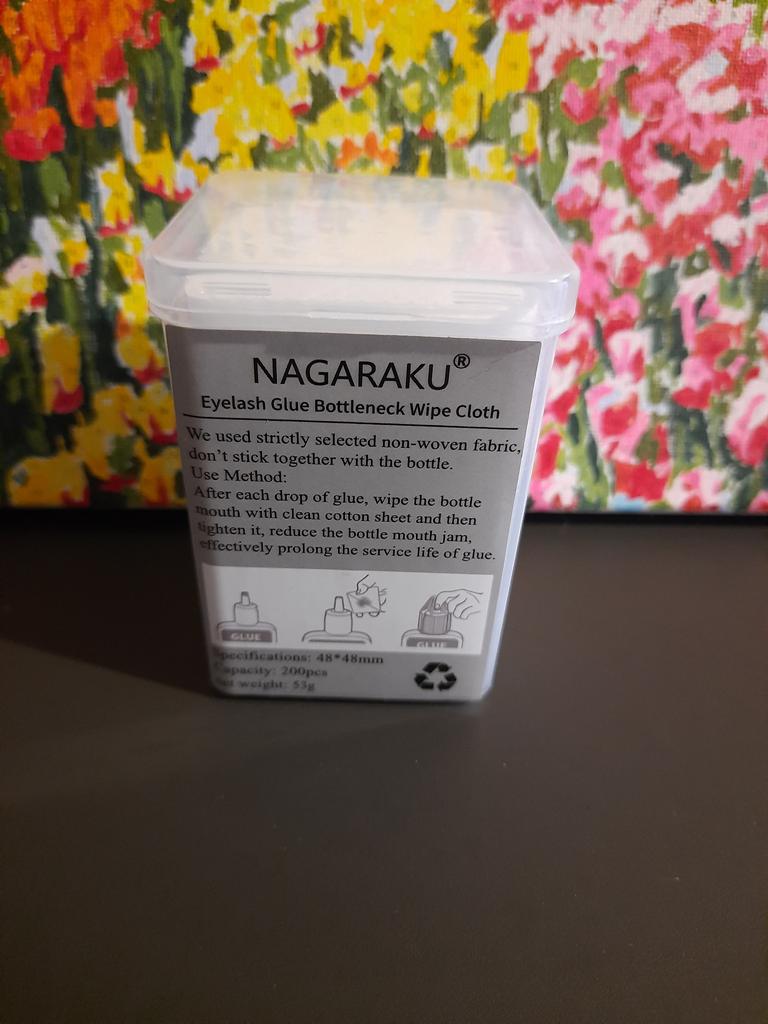 NAGARAKU®
Eyelash Glue Bottleneck Wipe Cloth
We used strictly selected non-woven fabric,
don't stick together with the bottle.
Use Method:
After each drop of glue, wipe the bottle
mouth with clean cotton sheet and then
tighten it, reduce the bottle mouth jam,
effectively prolong the service life of glue.
GLUE
GLUE
Specifications: 48*48mm
Capacity: 200pcs
Net weight: 53g